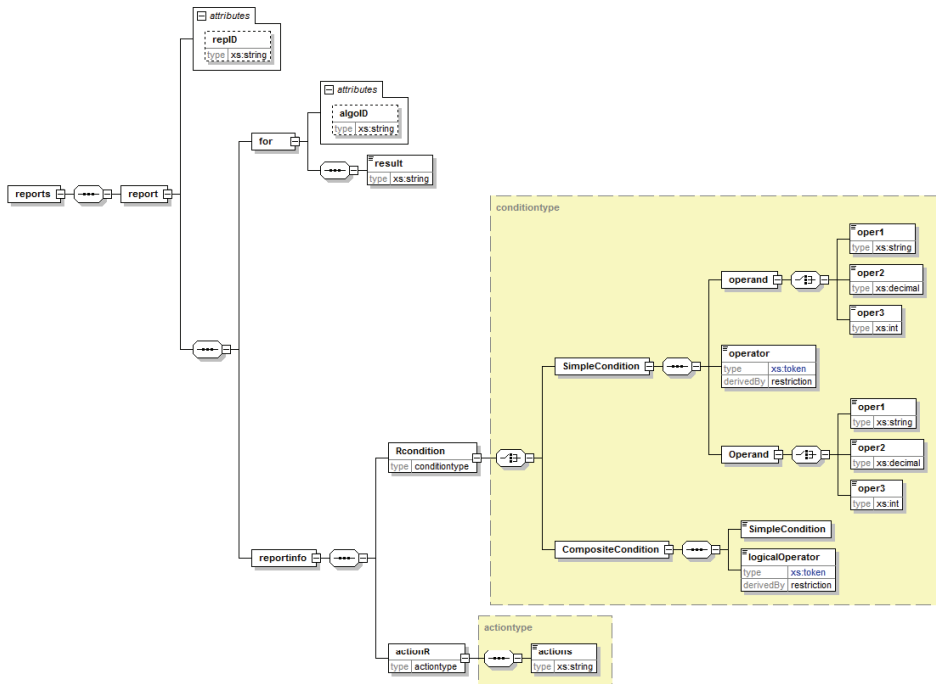 attributes
repID
type xs:string
attributes
algoID
type xs:string
for
result
type xs:string
reports
report
conditiontype
oper1
type xs:string
operand
oper2
type xs:decimal
oper3
type xs:int
SimpleCondition
operator
type xs:token
derivedBy restriction
oper1
type xs:string
Operand
oper2
type xs:decimal
oper3
type xs:int
Rcondition
type conditiontype
SimpleCondition
CompositeCondition
logicalOperator
type xs:token
derivedBy restriction
reportinfo
actiontype
actionR
type actiontype
actions
type xs:string